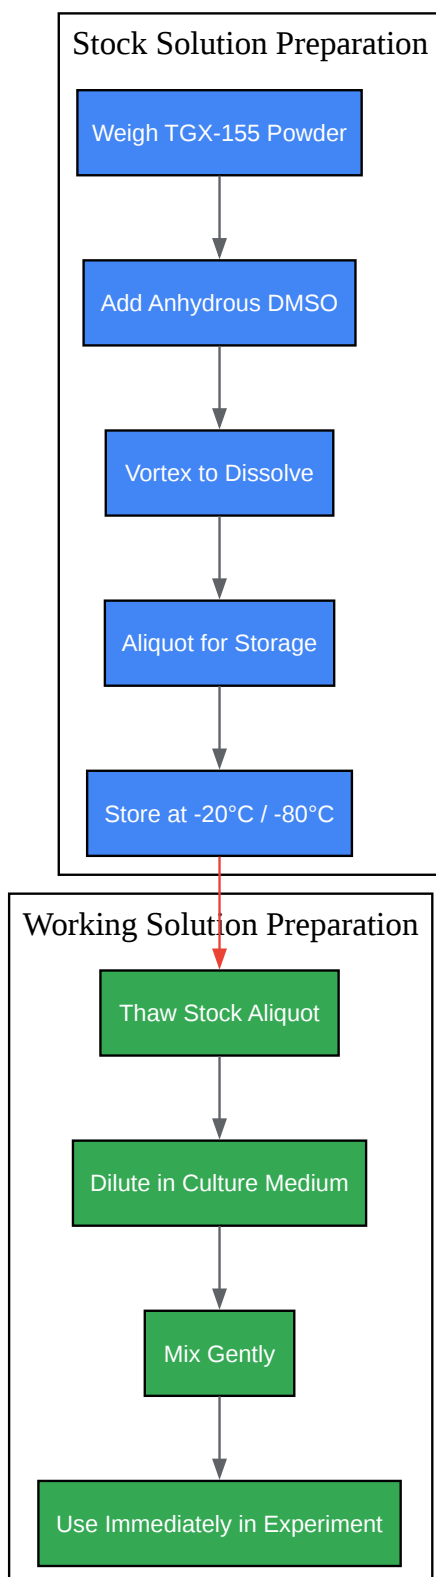 Stock Solution Preparation
Weigh TGX-155 Powder
Add Anhydrous DMSO
Vortex to Dissolve
Aliquot for Storage
Store at -20°C / -80°C
Working Solution Preparation
Thaw Stock Aliquot
Dilute in Culture Medium
Mix Gently
Use Immediately in Experiment